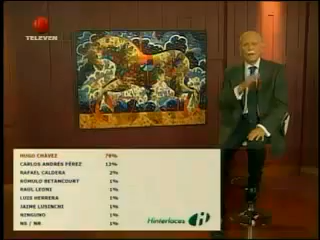 TELEVEN
HUGO CHÁVEZ 79%
CARLOS ANDRÉS PÉREZ 13%
RAFAEL CALDERA 2%
RÓMULO BETANCOURT 1%
RAÚL LEONI 1%
LUIS HERRERA 1%
JAIME LUSINCHI 1%
NINGUNO 1%
NS / NR 1%
Hinterlaces